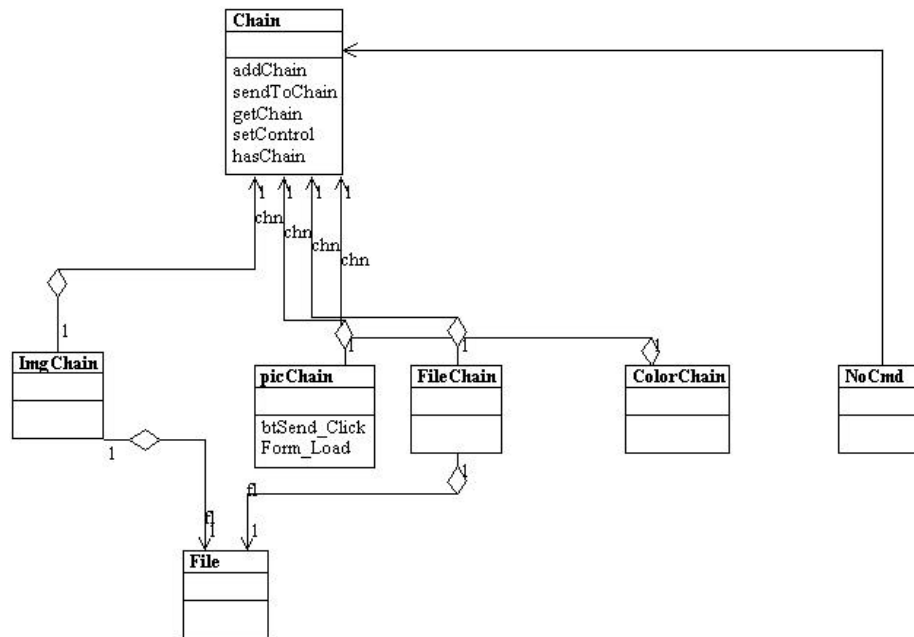 Chain
addChain
sendToChain
getChain
setControl
hasChain
1
1
1
1
chn
chn
chn
chn
1
1
1
1
ImgChain
picChain
FileChain
ColorChain
NoCmd
btSend_Click
Form_Load
1
1
fl
fl
1
1
File